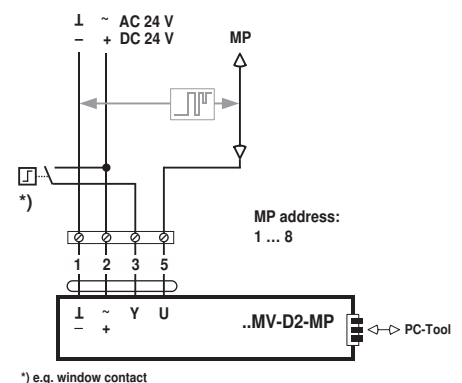 ⊥ ~ AC 24 V
– + DC 24 V
MP
*)
MP address:
1 … 8
1 2 3 5
⊥ ~ Y U
– +
..MV-D2-MP
PC-Tool
*) e.g. window contact